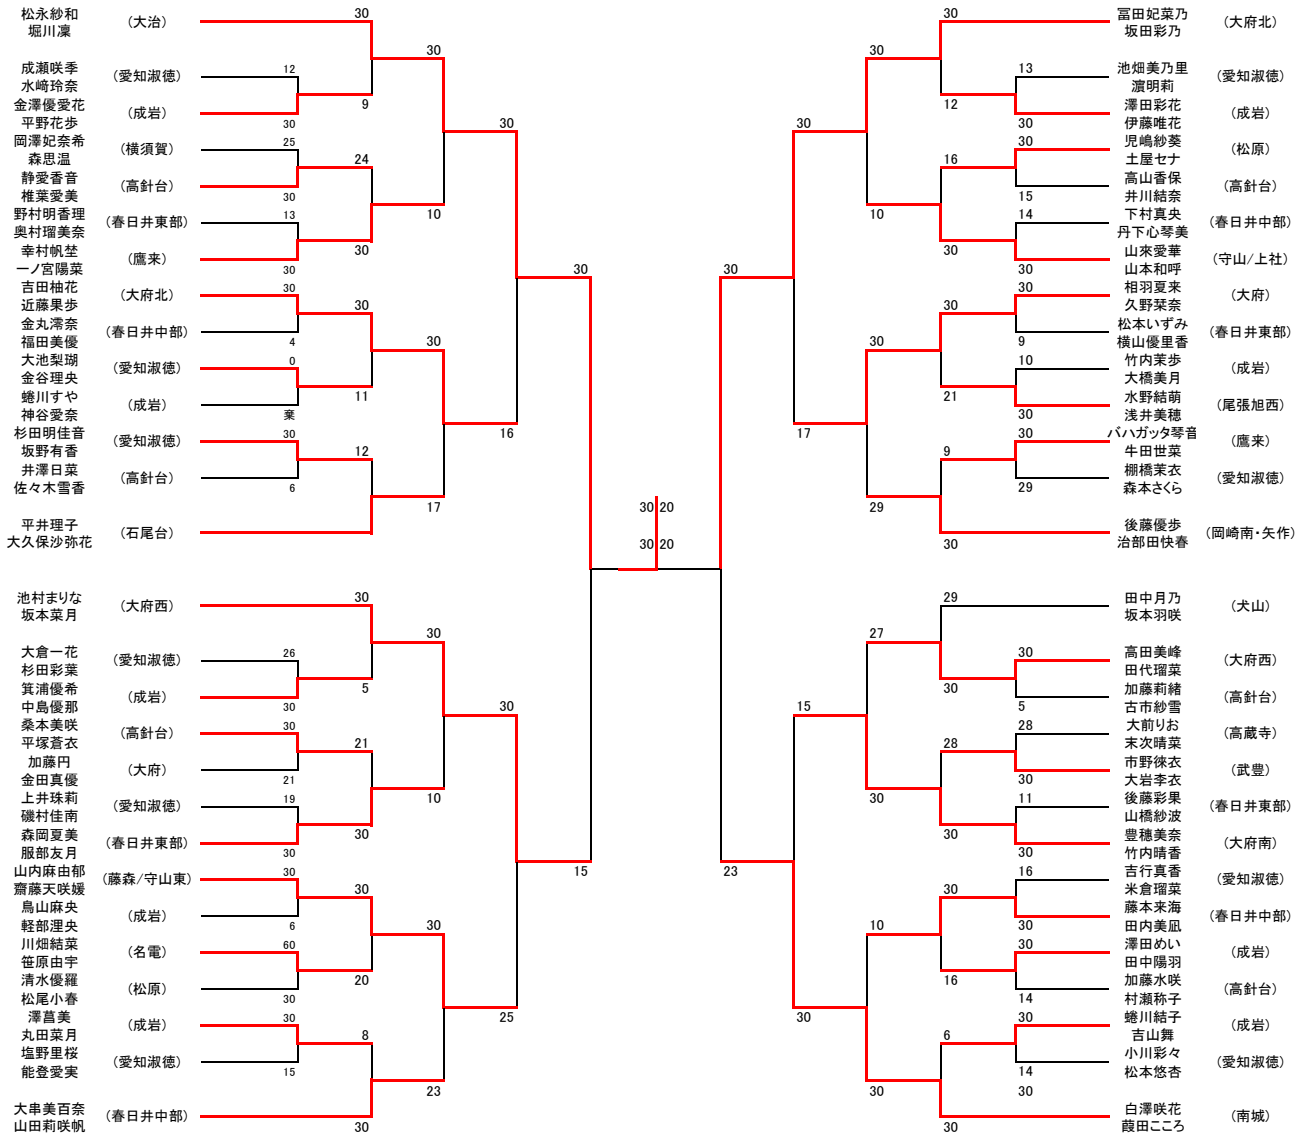 松永紗和
堀川凜
(大治)
30
30
成瀬咲季
水﨑玲奈
(愛知淑徳)
12
金澤優愛花
平野花歩
(成岩)
30
9
30
岡澤妃奈希
森思温
(横須賀)
25
24
静愛香音
椎葉愛美
(高針台)
30
10
野村明香理
奥村瑠美奈
(春日井東部)
13
幸村帆埜
一ノ宮陽菜
(鷹来)
30
30
30
吉田柚花
近藤果歩
(大府北)
30
30
金丸澪奈
福田美優
(春日井中部)
4
30
大池梨瑚
金谷理央
(愛知淑徳)
0
蜷川すや
神谷愛奈
(成岩)
棄
11
16
杉田明佳音
坂野有香
(愛知淑徳)
30
12
井澤日菜
佐々木雪香
(高針台)
6
17
平井理子
大久保沙弥花
(石尾台)
30 20
30 20
池村まりな
坂本菜月
(大府西)
30
30
大倉一花
杉田彩葉
(愛知淑徳)
26
箕浦優希
中島優那
(成岩)
30
5
30
桑本美咲
平塚蒼衣
(高針台)
30
21
加藤円
金田真優
(大府)
21
10
上井珠莉
磯村佳南
(愛知淑徳)
19
森岡夏美
服部友月
(春日井東部)
30
30
15
山内麻由郁
齋藤天咲媛
(藤森/守山東)
30
30
鳥山麻央
軽部浬央
(成岩)
6
30
川畑結菜
笹原由宇
(名電)
60
清水優羅
松尾小春
(松原)
30
20
25
澤菖美
丸田菜月
(成岩)
30
8
塩野里桜
能登愛実
(愛知淑徳)
15
23
大串美百奈
山田莉咲帆
(春日井中部)
30
冨田妃菜乃
坂田彩乃
(大府北)
30
30
池畑美乃里
濵明莉
(愛知淑徳)
13
澤田彩花
伊藤唯花
(成岩)
30
12
30
児嶋紗葵
土屋セナ
(松原)
30
16
高山香保
井川結奈
(高針台)
15
10
下村真央
丹下心琴美
(春日井中部)
14
山來愛華
山本和呼
(守山/上社)
30
30
30
相羽夏来
久野栞奈
(大府)
30
30
松本いずみ
横山優里香
(春日井東部)
9
30
竹内茉歩
大橋美月
(成岩)
10
水野結萌
浅井美穂
(尾張旭西)
30
21
17
バハガッタ琴音
牛田世菜
(鷹来)
30
9
棚橋茉衣
森本さくら
(愛知淑徳)
29
29
後藤優歩
治部田快春
(岡崎南・矢作)
30
田中月乃
坂本羽咲
(犬山)
29
27
高田美峰
田代瑠菜
(大府西)
30
加藤莉緒
古市紗雪
(高針台)
5
30
15
大前りお
末次晴菜
(高蔵寺)
28
28
市野徠衣
大岩李衣
(武豊)
30
30
後藤彩果
山橋紗波
(春日井東部)
11
豊穂美奈
竹内晴香
(大府南)
30
30
23
吉行真香
米倉瑠菜
(愛知淑徳)
16
30
藤本来海
田内美凪
(春日井中部)
30
10
澤田めい
田中陽羽
(成岩)
30
加藤水咲
村瀬称子
(高針台)
14
16
30
蜷川結子
吉山舞
(成岩)
30
6
小川彩々
松本悠杏
(愛知淑徳)
14
30
30
白澤咲花
葭田こころ
(南城)
30